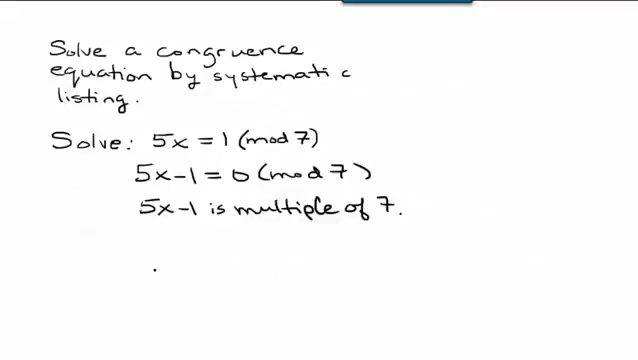 Solve a congruence
equation by systematic
listing.
Solve: 5x = 1 (mod 7)
5x-1 = 0 (mod 7)
5x-1 is multiple of 7.